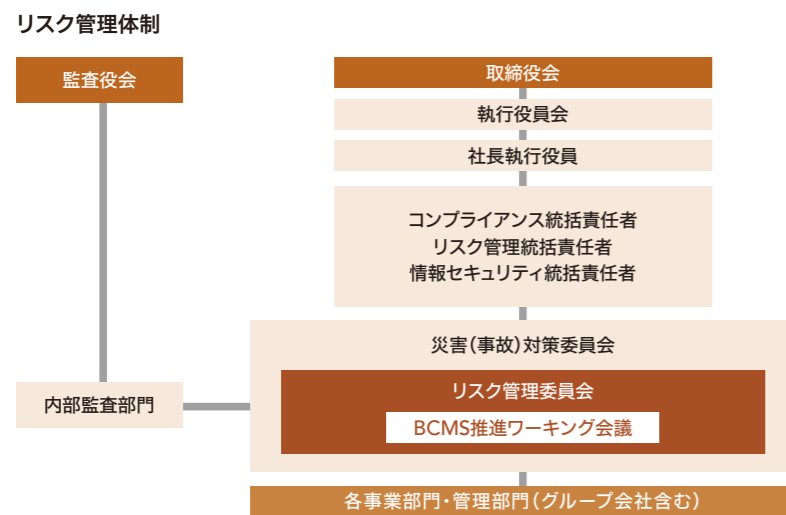 リスク管理体制
監査役会
取締役会
執行役員会
社長執行役員
コンプライアンス統括責任者
リスク管理統括責任者
情報セキュリティ統括責任者
災害（事故）対策委員会
リスク管理委員会
内部監査部門
BCMS推進ワーキング会議
各事業部門・管理部門（グループ会社含む）